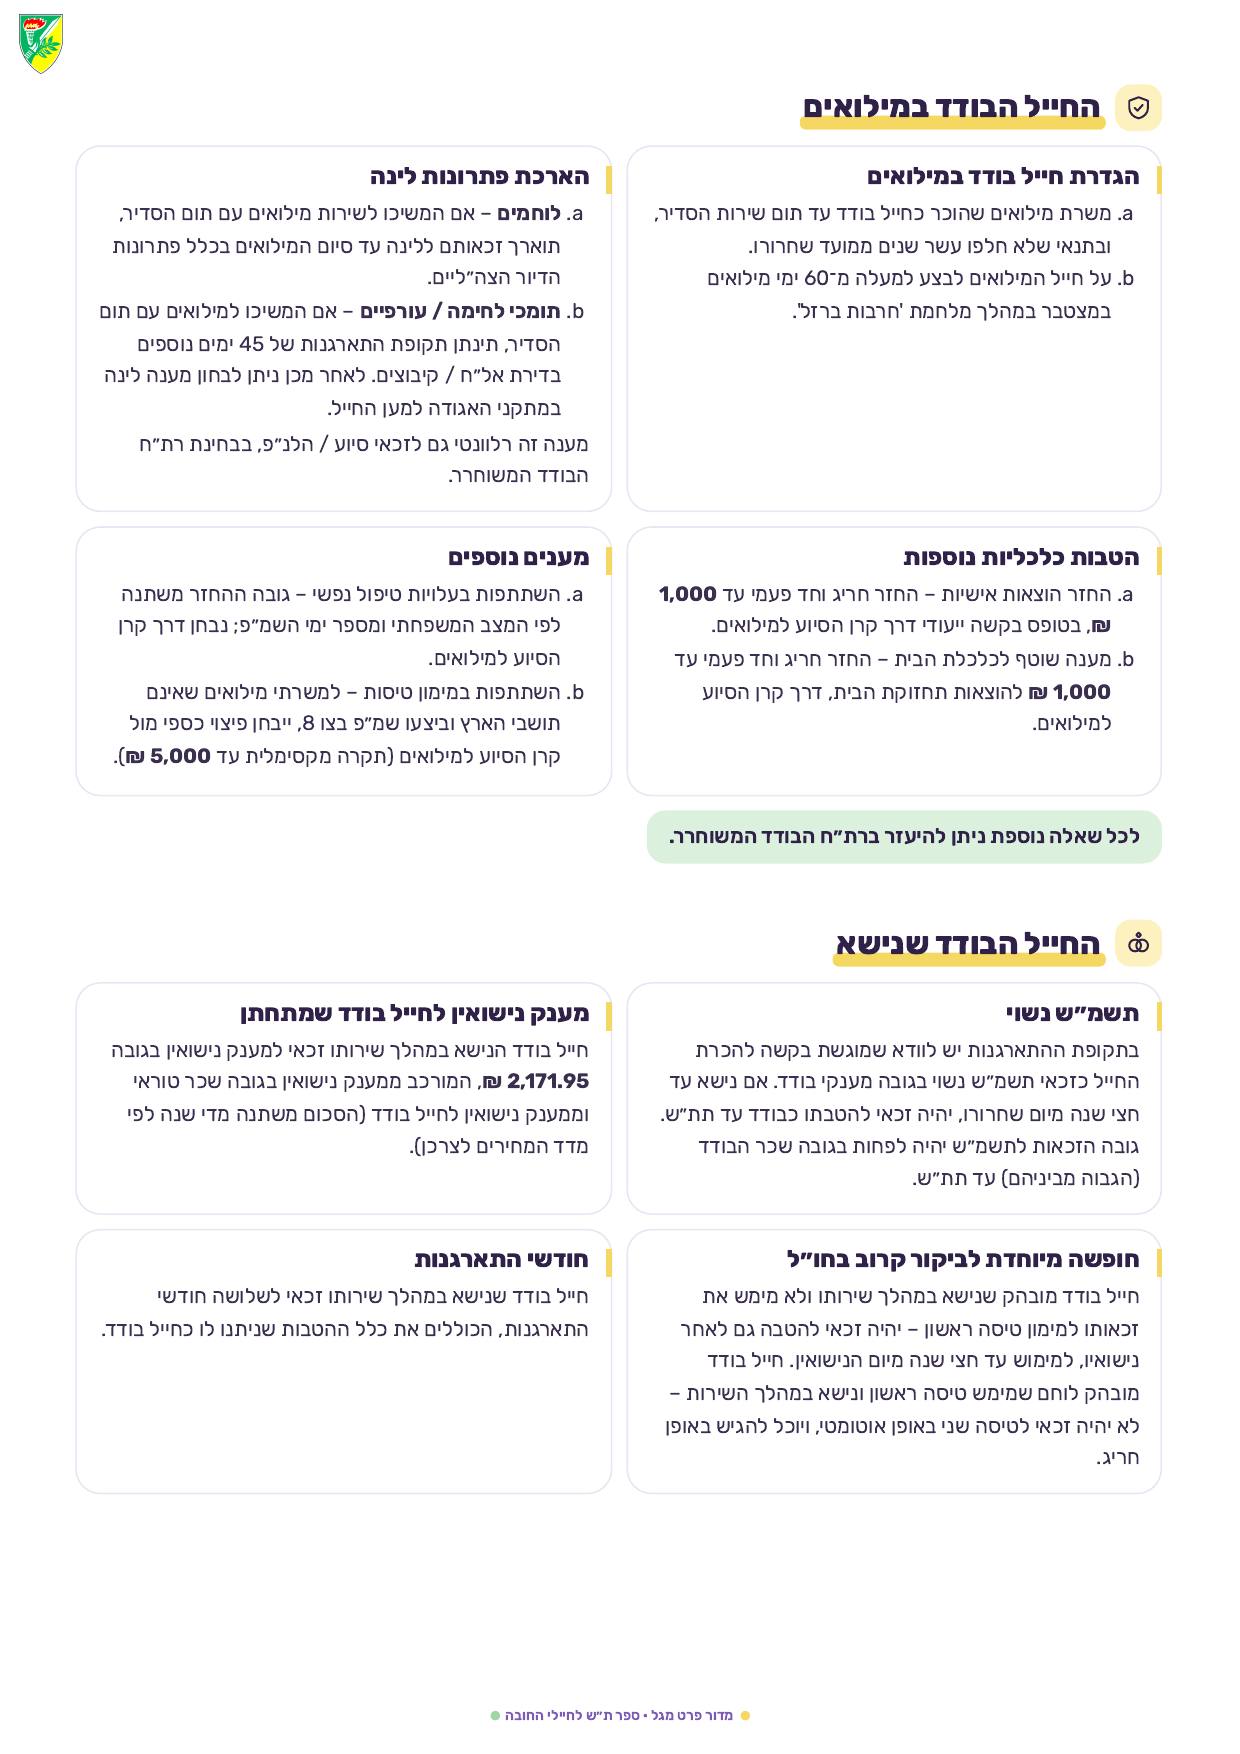 החייל הבודד במילואים
הגדרת חייל בודד במילואים
a. משרת מילואים שהוכר כחייל בודד עד תום שירות הסדיר,
ובתנאי שלא חלפו עשר שנים ממועד שחרורו.
b. על חייל המילואים לבצע למעלה מ־60 ימי מילואים
במצטבר במהלך מלחמת 'חרבות ברזל'.
הארכת פתרונות לינה
a. לוחמים – אם המשיכו לשירות מילואים עם תום הסדיר,
תוארך זכאותם ללינה עד סיום המילואים בכלל פתרונות
הדיור הצה״ליים.
b. תומכי לחימה / עורפיים – אם המשיכו למילואים עם תום
הסדיר, תינתן תקופת התארגנות של 45 ימים נוספים
בדירת אל״ח / קיבוצים. לאחר מכן ניתן לבחון מענה לינה
במתקני האגודה למען החייל.
מענה זה רלוונטי גם לזכאי סיוע / הלנ״פ, בבחינת רת״ח
הבודד המשוחרר.
הטבות כלכליות נוספות
a. החזר הוצאות אישיות – החזר חריג וחד פעמי עד 1,000
₪, בטופס בקשה ייעודי דרך קרן הסיוע למילואים.
b. מענה שוטף לכלכלת הבית – החזר חריג וחד פעמי עד
1,000 ₪ להוצאות תחזוקת הבית, דרך קרן הסיוע
למילואים.
מענים נוספים
a. השתתפות בעלויות טיפול נפשי – גובה ההחזר משתנה
לפי המצב המשפחתי ומספר ימי השמ״פ; נבחן דרך קרן
הסיוע למילואים.
b. השתתפות במימון טיסות – למשרתי מילואים שאינם
תושבי הארץ וביצעו שמ״פ בצו 8, ייבחן פיצוי כספי מול
קרן הסיוע למילואים (תקרה מקסימלית עד 5,000 ₪).
לכל שאלה נוספת ניתן להיעזר ברת״ח הבודד המשוחרר.
החייל הבודד שנישא
תשמ״ש נשוי
בתקופת ההתארגנות יש לוודא שמוגשת בקשה להכרת
החייל כזכאי תשמ״ש נשוי בגובה מענקי בודד. אם נישא עד
חצי שנה מיום שחרורו, יהיה זכאי להטבתו כבודד עד תת״ש.
גובה הזכאות לתשמ״ש יהיה לפחות בגובה שכר הבודד
(הגבוה מביניהם) עד תת״ש.
מענק נישואין לחייל בודד שמתחתן
חייל בודד הנישא במהלך שירותו זכאי למענק נישואין בגובה
2,171.95 ₪, המורכב ממענק נישואין בגובה שכר טוראי
וממענק נישואין לחייל בודד (הסכום משתנה מדי שנה לפי
מדד המחירים לצרכן).
חופשה מיוחדת לביקור קרוב בחו״ל
חייל בודד מובהק שנישא במהלך שירותו ולא מימש את
זכאותו למימון טיסה ראשון – יהיה זכאי להטבה גם לאחר
נישואיו, למימוש עד חצי שנה מיום הנישואין. חייל בודד
מובהק לוחם שמימש טיסה ראשון ונישא במהלך השירות –
לא יהיה זכאי לטיסה שני באופן אוטומטי, ויוכל להגיש באופן
חריג.
חודשי התארגנות
חייל בודד שנישא במהלך שירותו זכאי לשלושה חודשי
התארגנות, הכוללים את כלל ההטבות שניתנו לו כחייל בודד.
מדור פרט מגל • ספר ת״ש לחיילי החובה